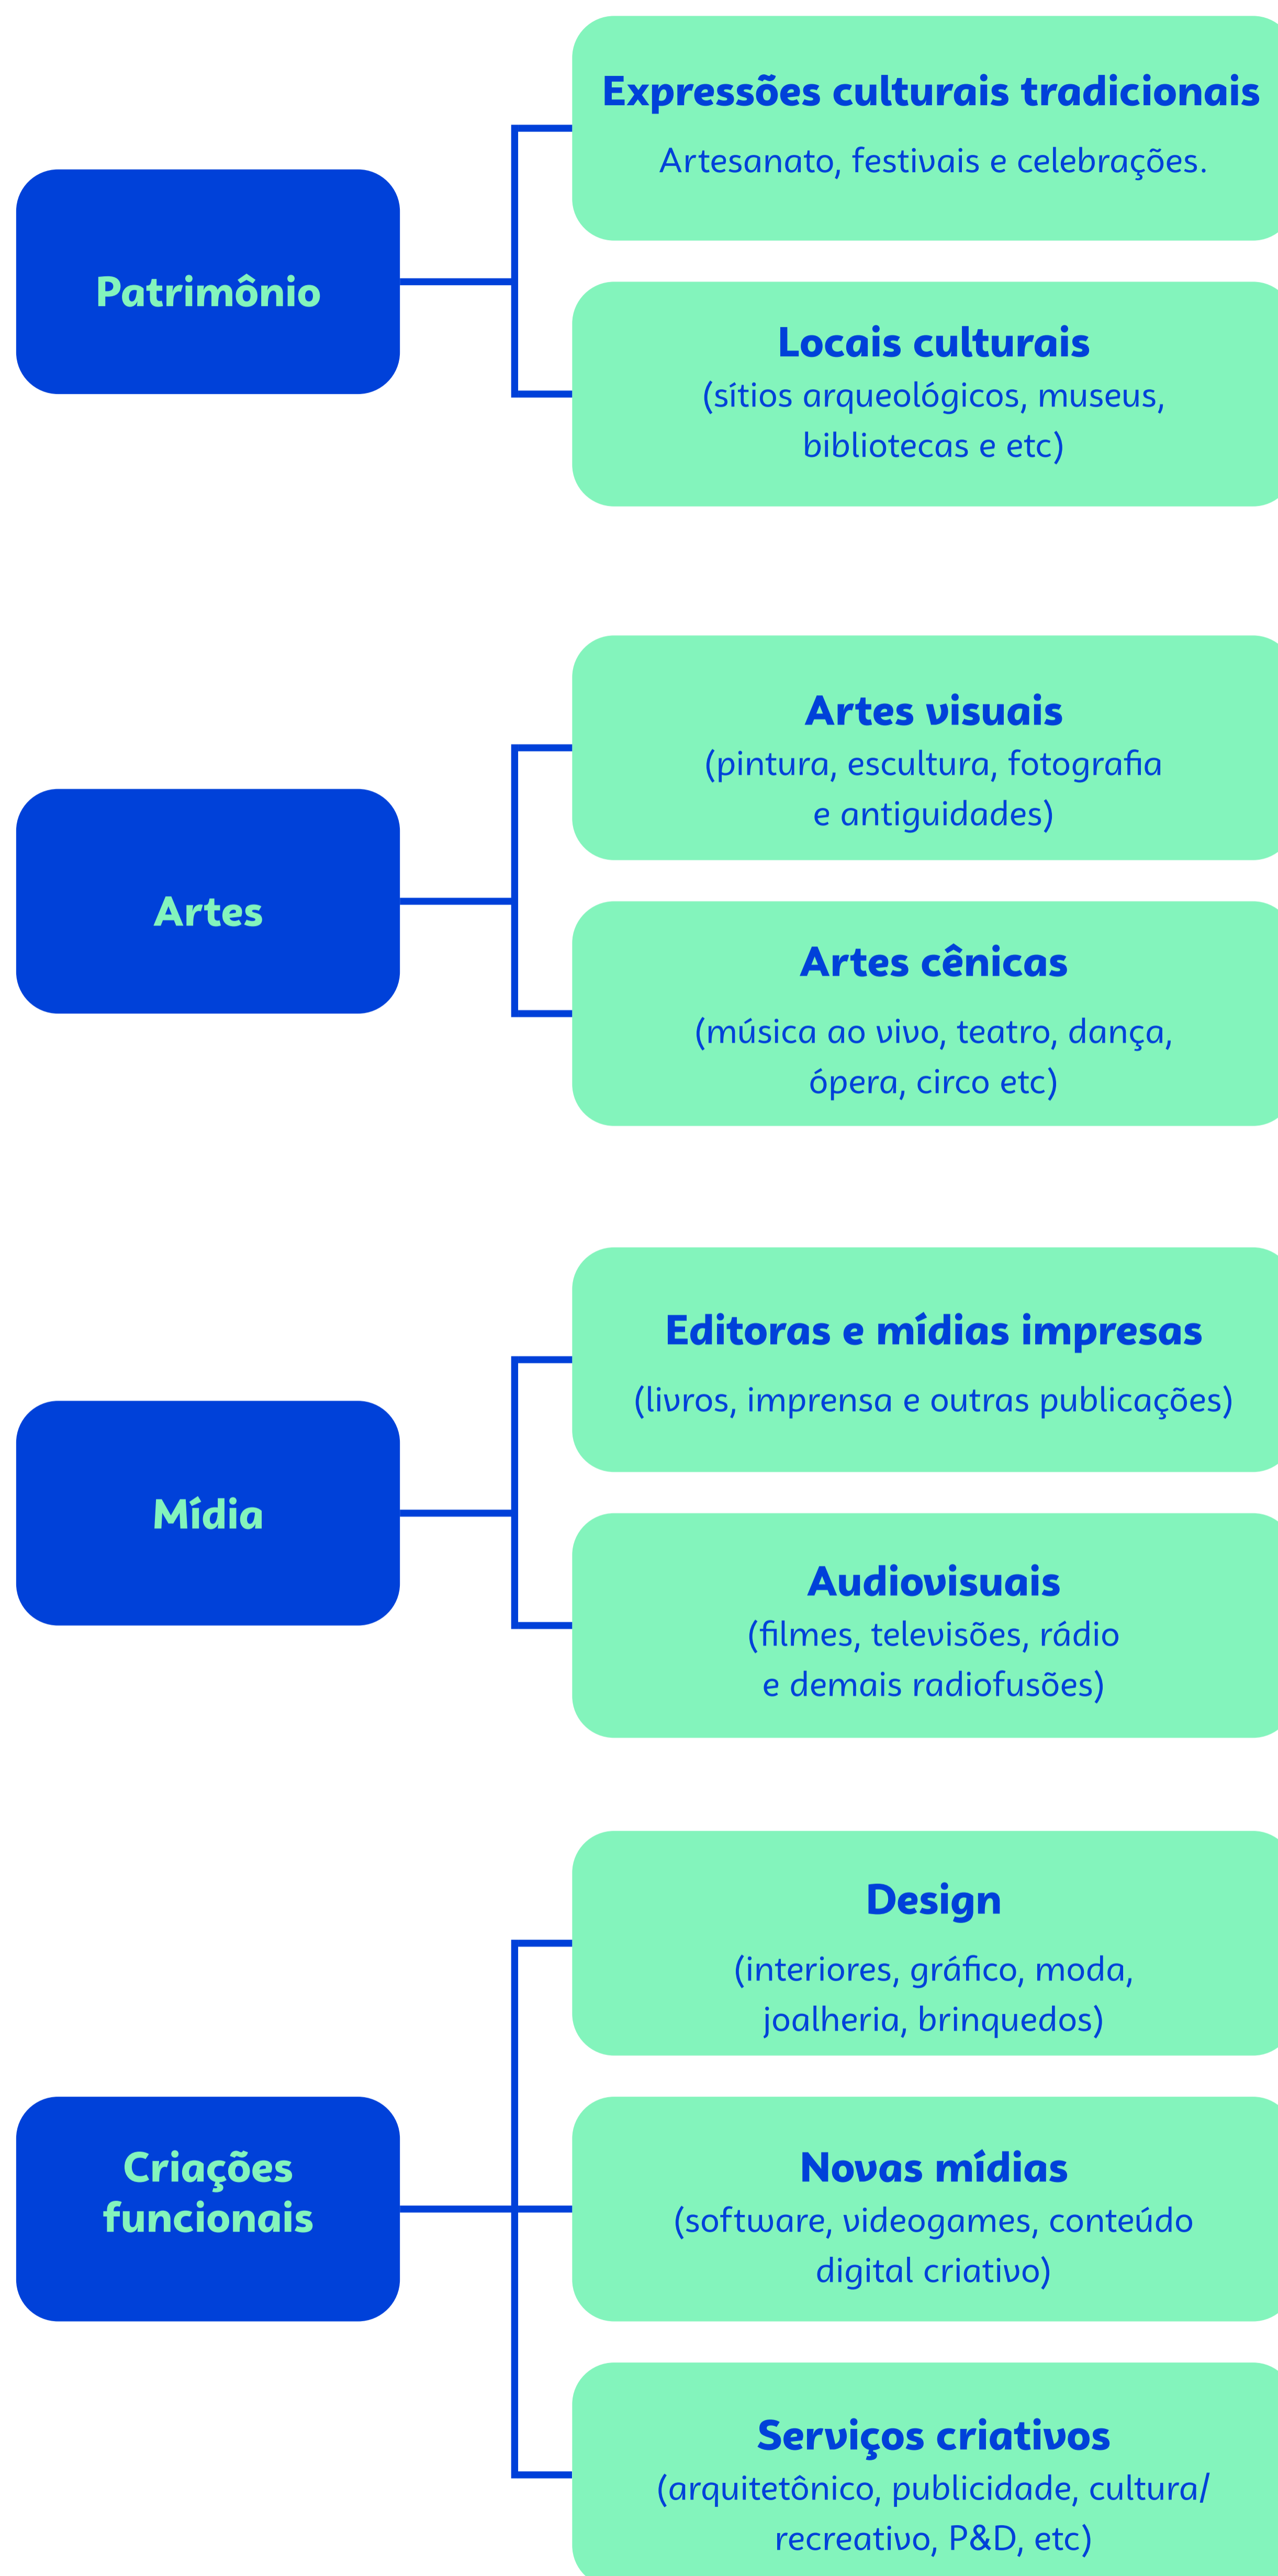 Patrimônio
Expressões culturais tradicionais
Artesanato, festivais e celebrações.
Locais culturais
(sítios arqueológicos, museus,
bibliotecas e etc)
Artes
Artes visuais
(pintura, escultura, fotografia
e antiguidades)
Artes cênicas
(música ao vivo, teatro, dança,
ópera, circo etc)
Mídia
Editoras e mídias impresas
(livros, imprensa e outras publicações)
Audiovisuais
(filmes, televisões, rádio
e demais radiofusões)
Criações
funcionais
Design
(interiores, gráfico, moda,
joalheria, brinquedos)
Novas mídias
(software, videogames, conteúdo
digital criativo)
Serviços criativos
(arquitetônico, publicidade, cultura/
recreativo, P&D, etc)